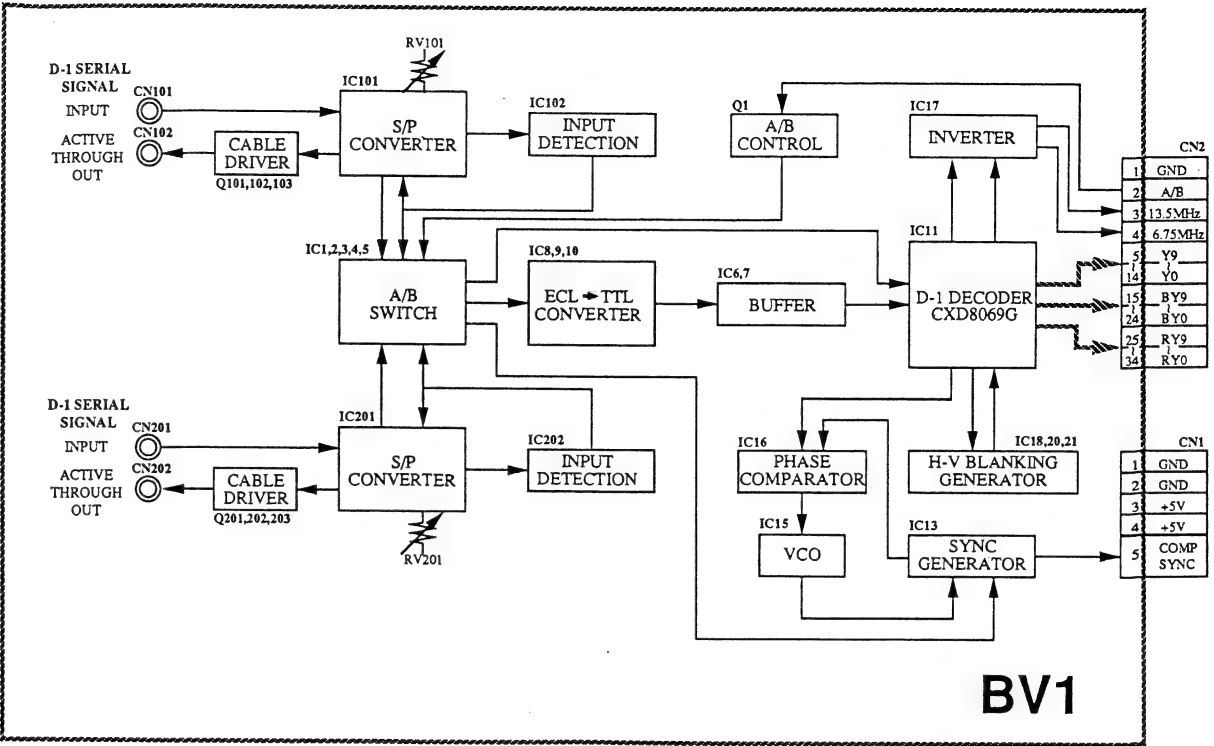 D-1 SERIAL
SIGNAL
CN101
INPUT
CN102
ACTIVE
THROUGH
OUT
CABLE
DRIVER
Q101,102,103
RV101
IC101
S/P
CONVERTER
IC102
INPUT
DETECTION
Q1
A/B
CONTROL
IC17
INVERTER
CN2
1 GND
2 A/B
3 13.5MHz
4 6.75MHz
5 Y9
14 Y0
15 BY9
24 BY0
25 RY9
34 RY0
IC1,2,3,4,5
A/B
SWITCH
IC8,9,10
ECL TTL
CONVERTER
IC6,7
BUFFER
IC11
D-1 DECODER
CXD8069G
D-1 SERIAL
SIGNAL
CN201
INPUT
CN202
ACTIVE
THROUGH
OUT
CABLE
DRIVER
Q201,202,203
IC201
S/P
CONVERTER
RV201
IC202
INPUT
DETECTION
IC16
PHASE
COMPARATOR
IC18,20,21
H-V BLANKING
GENERATOR
IC15
VCO
IC13
SYNC
GENERATOR
CN1
1 GND
2 GND
3 +5V
4 +5V
5 COMP
SYNC
BV1